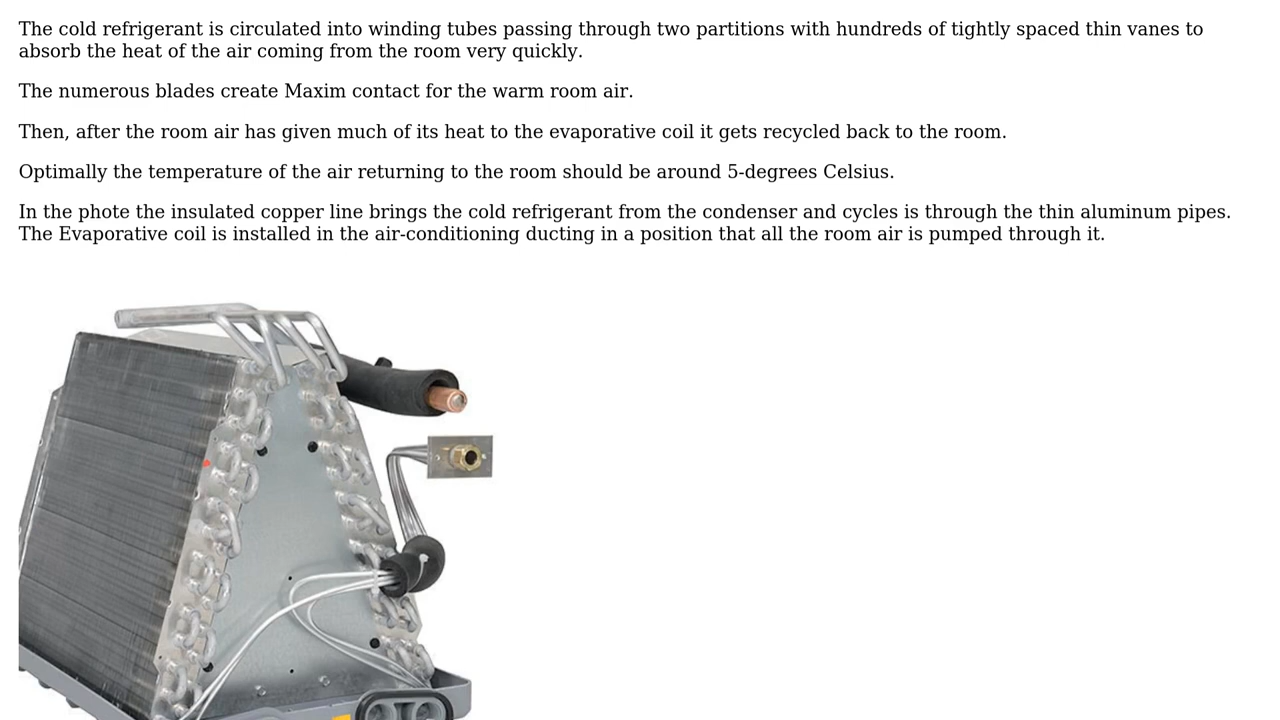 The cold refrigerant is circulated into winding tubes passing through two partitions with hundreds of tightly spaced thin vanes to
absorb the heat of the air coming from the room very quickly.
The numerous blades create Maxim contact for the warm room air.
Then, after the room air has given much of its heat to the evaporative coil it gets recycled back to the room.
Optimally the temperature of the air returning to the room should be around 5-degrees Celsius.
In the phote the insulated copper line brings the cold refrigerant from the condenser and cycles is through the thin aluminum pipes.
The Evaporative coil is installed in the air-conditioning ducting in a position that all the room air is pumped through it.